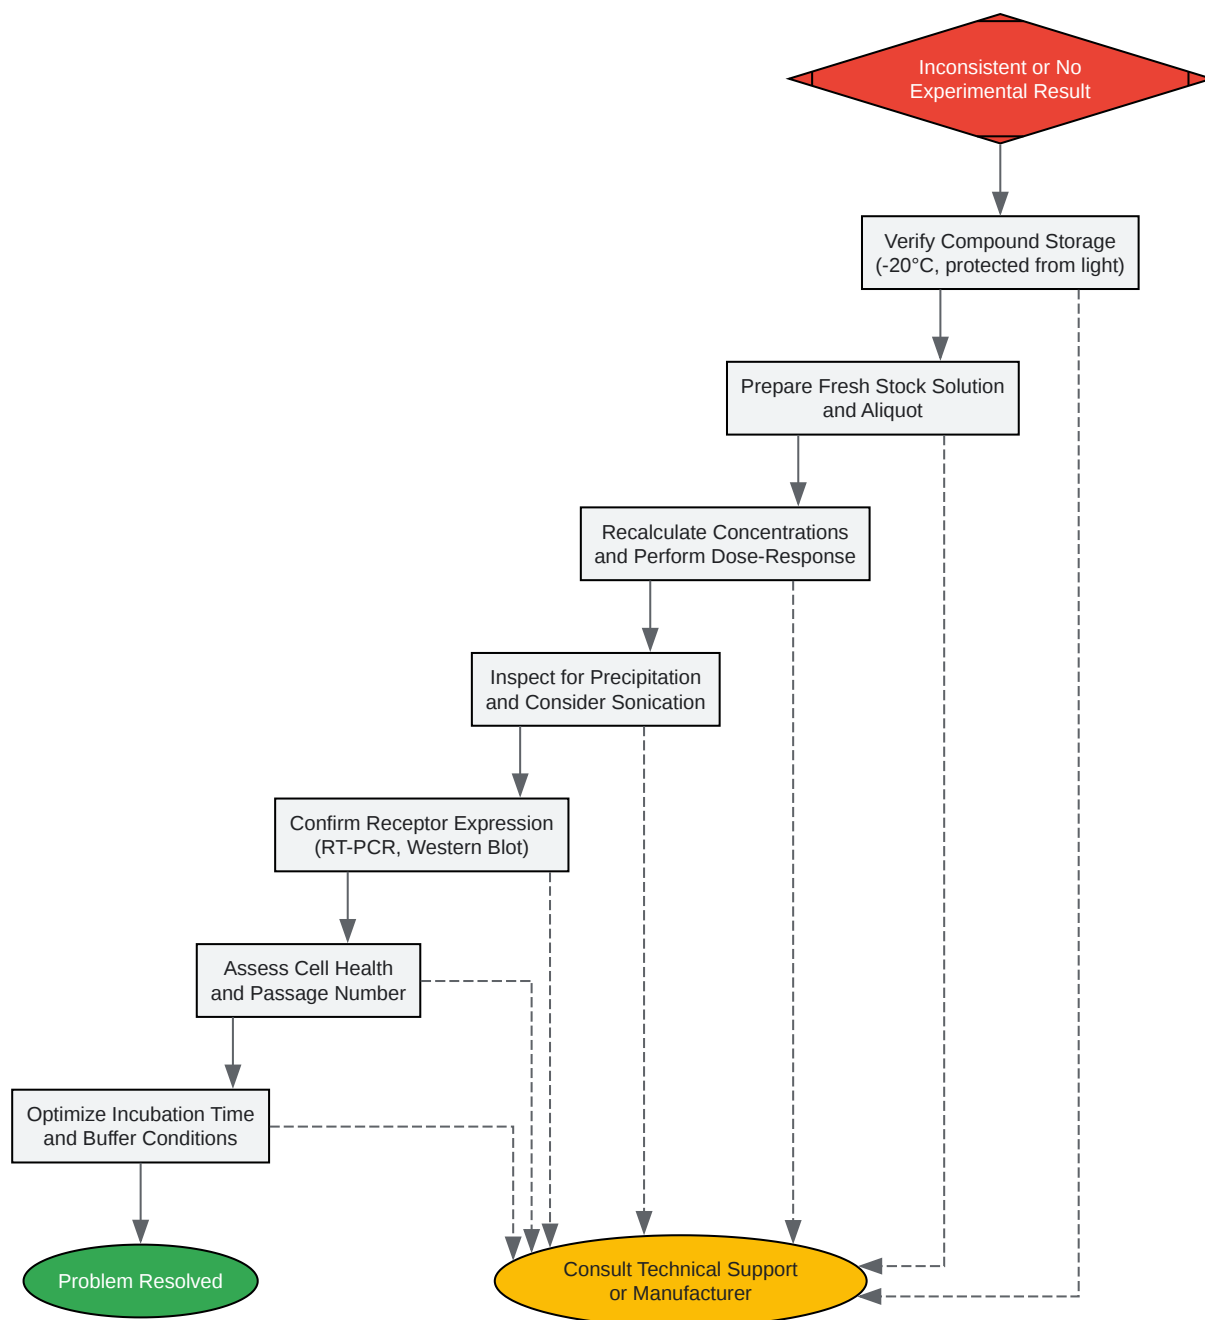 Inconsistent or No
Experimental Result
Verify Compound Storage
(-20°C, protected from light)
Prepare Fresh Stock Solution
and Aliquot
Recalculate Concentrations
and Perform Dose-Response
Inspect for Precipitation
and Consider Sonication
Confirm Receptor Expression
(RT-PCR, Western Blot)
Assess Cell Health
and Passage Number
Optimize Incubation Time
and Buffer Conditions
Problem Resolved
Consult Technical Support
or Manufacturer